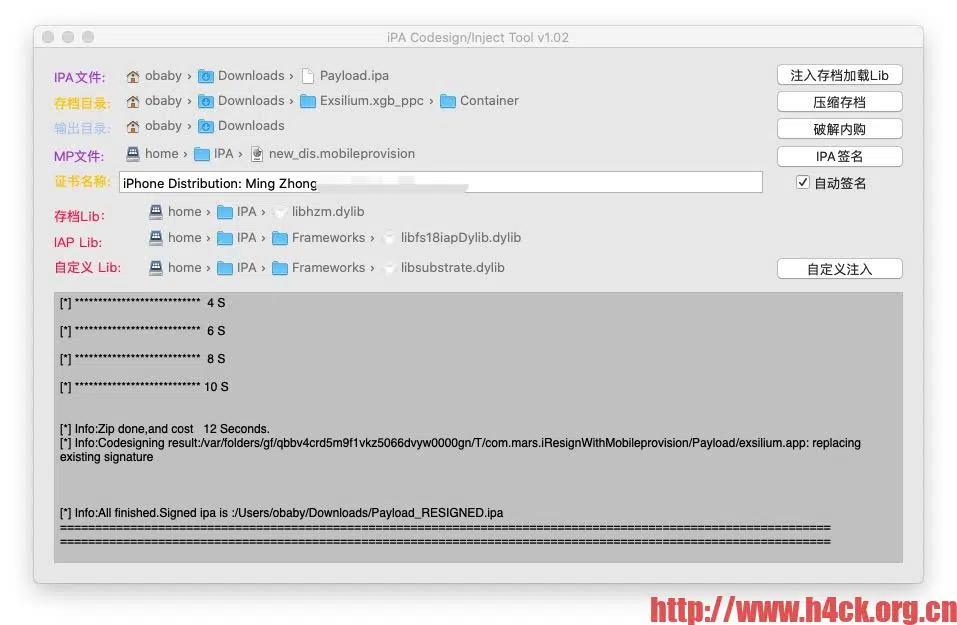 iPA Codesign/Inject Tool v1.02
IPA文件: obaby › Downloads › Payload.ipa 注入存档加载Lib
存档目录: obaby › Downloads › Exsilium.xgb_ppc › Container 压缩存档
输出目录: obaby › Downloads 破解内购
MP文件: home › IPA › new_dis.mobileprovision IPA签名
证书名称: iPhone Distribution: Ming Zhong 自动签名
存档Lib: home › IPA › libhzm.dylib
IAP Lib: home › IPA › Frameworks › libfs18iapDylib.dylib
自定义 Lib: home › IPA › Frameworks › libsubstrate.dylib 自定义注入
[*] *************************** 4 S
[*] *************************** 6 S
[*] *************************** 8 S
[*] *************************** 10 S
[*] Info:Zip done,and cost 12 Seconds.
[*] Info:Codesigning result:/var/folders/gf/qbbv4crd5m9f1vkz5066dvyw0000gn/T/com.mars.iResignWithMobileprovision/Payload/exsilium.app: replacing
existing signature
[*] Info:All finished.Signed ipa is :/Users/obaby/Downloads/Payload_RESIGNED.ipa
==============================================================================================================
==============================================================================================================
http://www.h4ck.org.cn